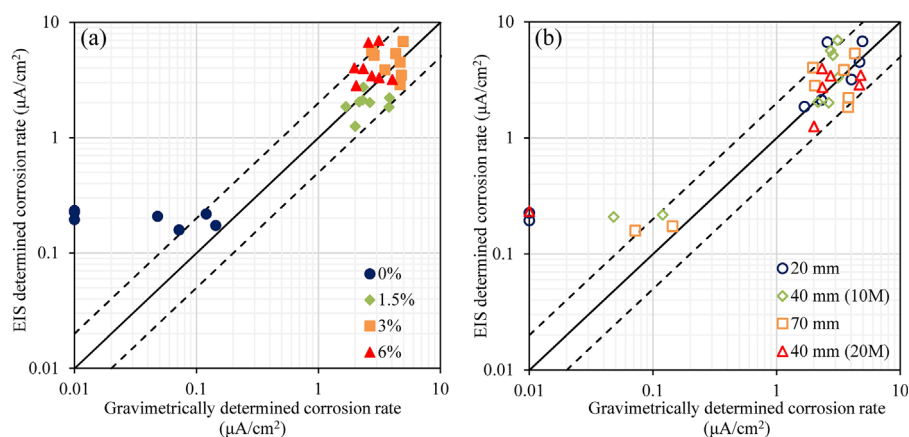 (a)
EIS determined corrosion rate (μA/cm²)
10
1
0.1
0.01
0%
1.5%
3%
6%
0.01 0.1 1 10
Gravimetrically determined corrosion rate
(μA/cm²)
(b)
EIS determined corrosion rate (μA/cm²)
10
1
0.1
0.01
20 mm
40 mm (10M)
70 mm
40 mm (20M)
0.01 0.1 1 10
Gravimetrically determined corrosion rate
(μA/cm²)